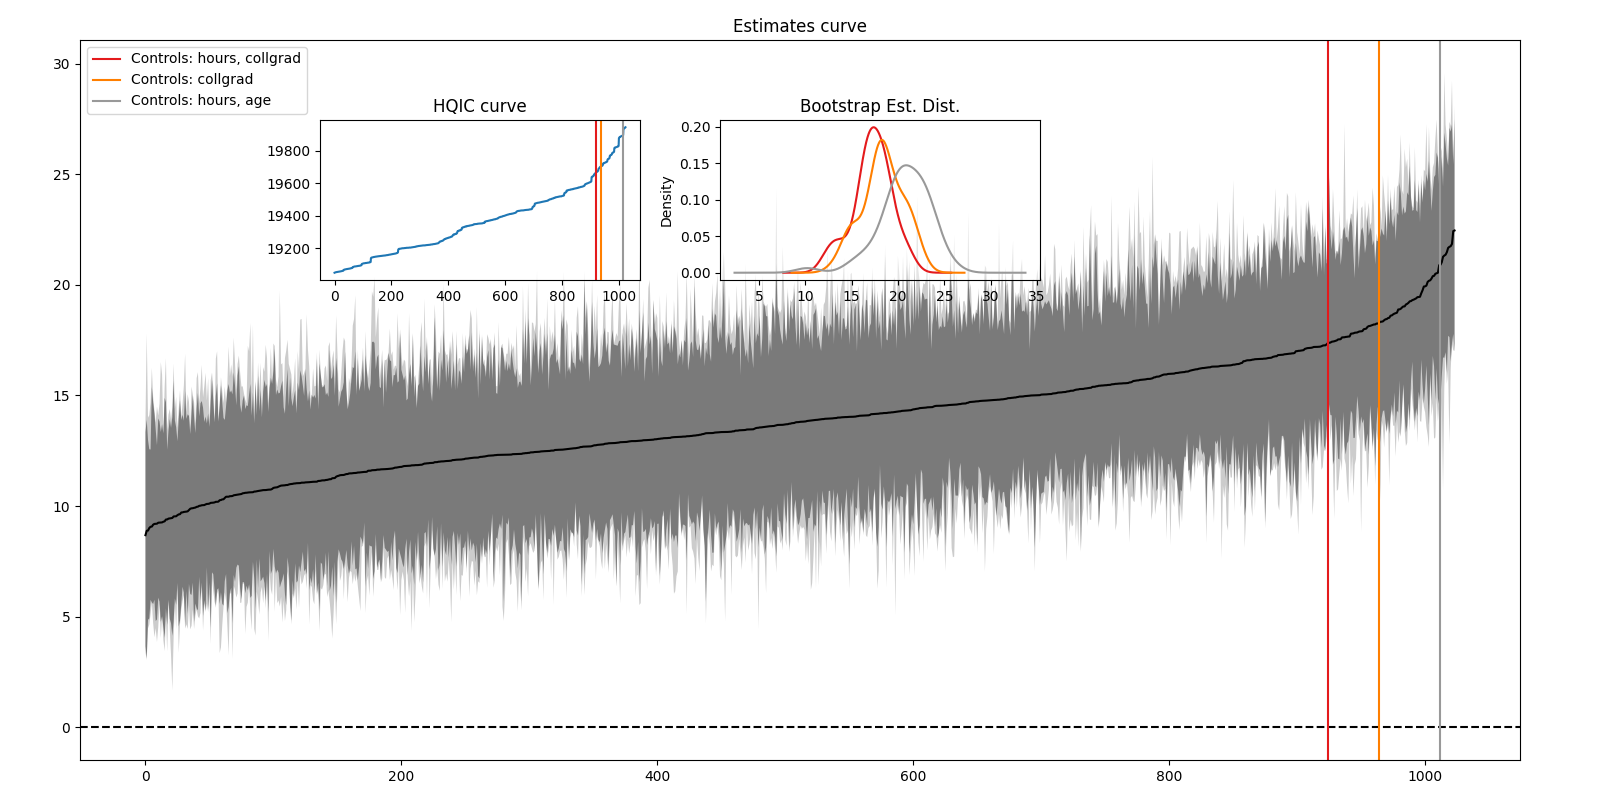 Estimates curve
Controls: hours, collgrad
Controls: collgrad
Controls: hours, age
30
25
20
15
10
5
0
0 200 400 600 800 1000
HQIC curve
19800
19600
19400
19200
0 200 400 600 800 1000
Bootstrap Est. Dist.
Density
0.20
0.15
0.10
0.05
0.00
5 10 15 20 25 30 35